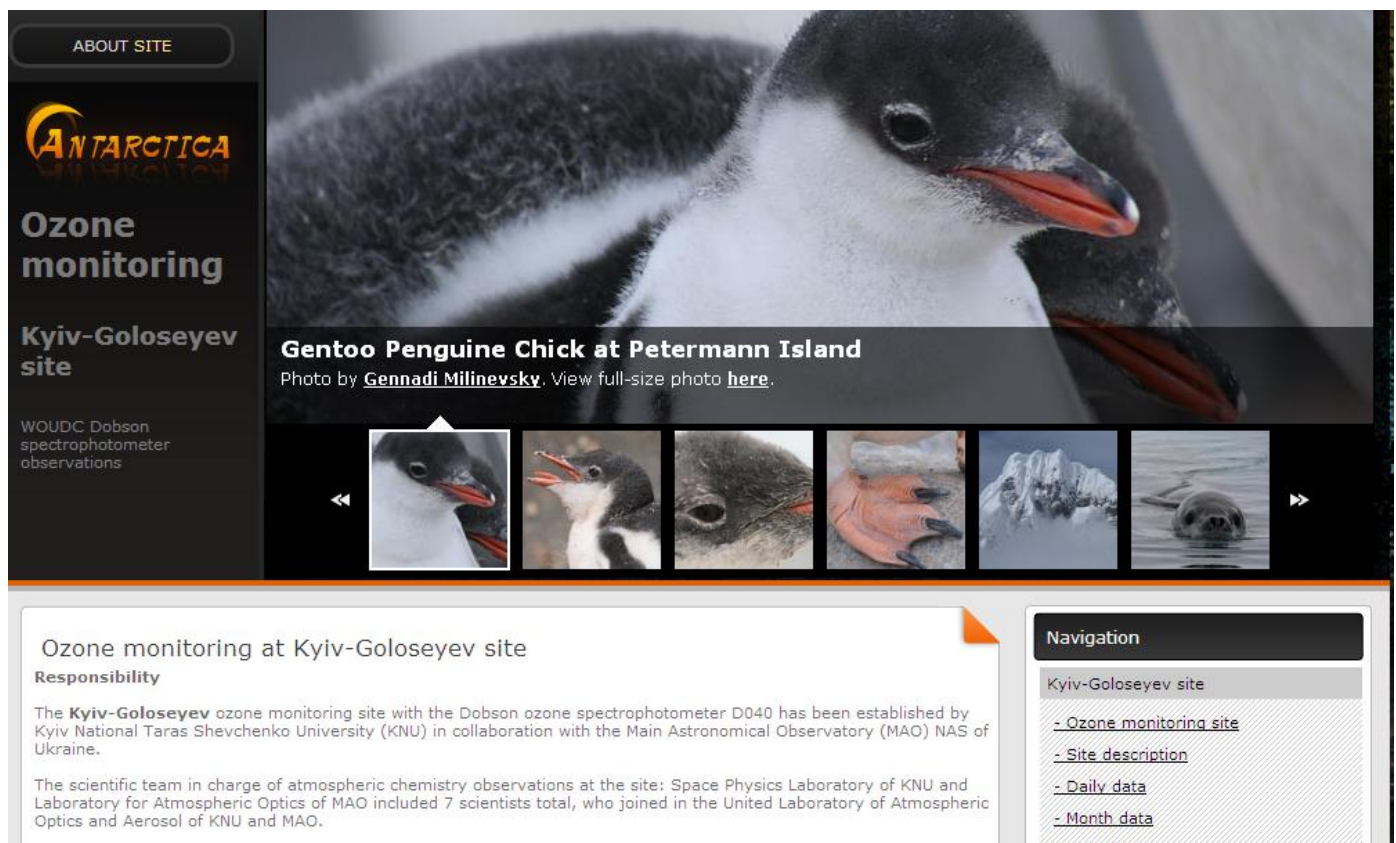 ABOUT SITE
ANTARCTICA
Ozone
monitoring
Kyiv-Goloseyev
site
WOUDC Dobson
spectrophotometer
observations
Gentoo Penguine Chick at Petermann Island
Photo by Gennadi Milinevsky. View full-size photo here.
Ozone monitoring at Kyiv-Goloseyev site
Responsibility
The Kyiv-Goloseyev ozone monitoring site with the Dobson ozone spectrophotometer D040 has been established by
Kyiv National Taras Shevchenko University (KNU) in collaboration with the Main Astronomical Observatory (MAO) NAS of
Ukraine.
The scientific team in charge of atmospheric chemistry observations at the site: Space Physics Laboratory of KNU and
Laboratory for Atmospheric Optics of MAO included 7 scientists total, who joined in the United Laboratory of Atmospheric
Optics and Aerosol of KNU and MAO.
Navigation
Kyiv-Goloseyev site
- Ozone monitoring site
- Site description
- Daily data
- Month data